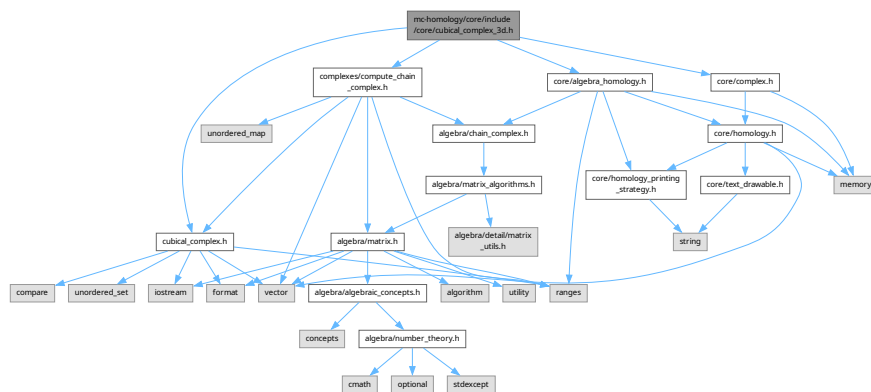 mc-homology/core/include
/core/cubical_complex_3d.h
complexes/compute_chain
_complex.h
core/algebra_homology.h
core/complex.h
unordered_map
algebra/chain_complex.h
core/homology.h
algebra/matrix_algorithms.h
core/homology_printing
_strategy.h
core/text_drawable.h
memory
cubical_complex.h
algebra/matrix.h
algebra/detail/matrix
_utils.h
string
compare
unordered_set
iostream
format
vector
algebra/algebraic_concepts.h
algorithm
utility
ranges
concepts
algebra/number_theory.h
cmath
optional
stdexcept